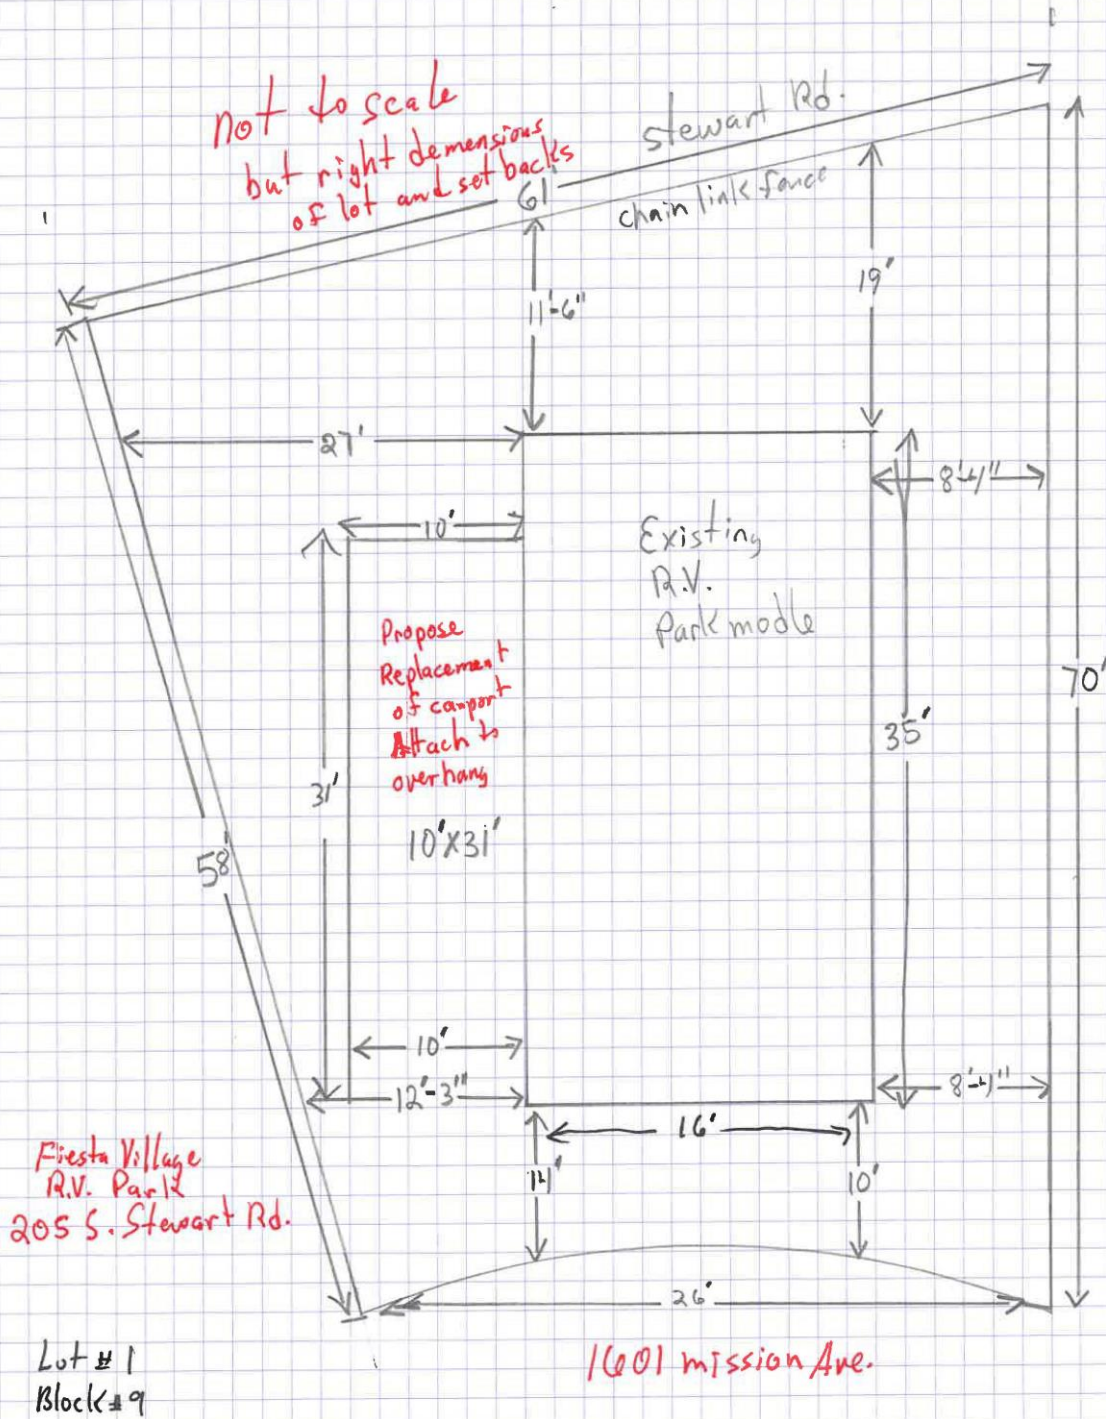 not to scale
but right demensions
of lot and set backs
Stewart Rd.
61'
chain link fance
11'-6"
19'
27'
8'-4"
10'
Existing
R.V.
Park modle
Propose
Replacement
of carport
Attach to
overhang
70'
35'
31'
10'X31'
58'
10'
12'-3"
8'-4"
16'
10'
Fiesta Village
R.V. Park
205 S. Stewart Rd.
26'
1601 mission Ave.
Lot # 1
Block #9